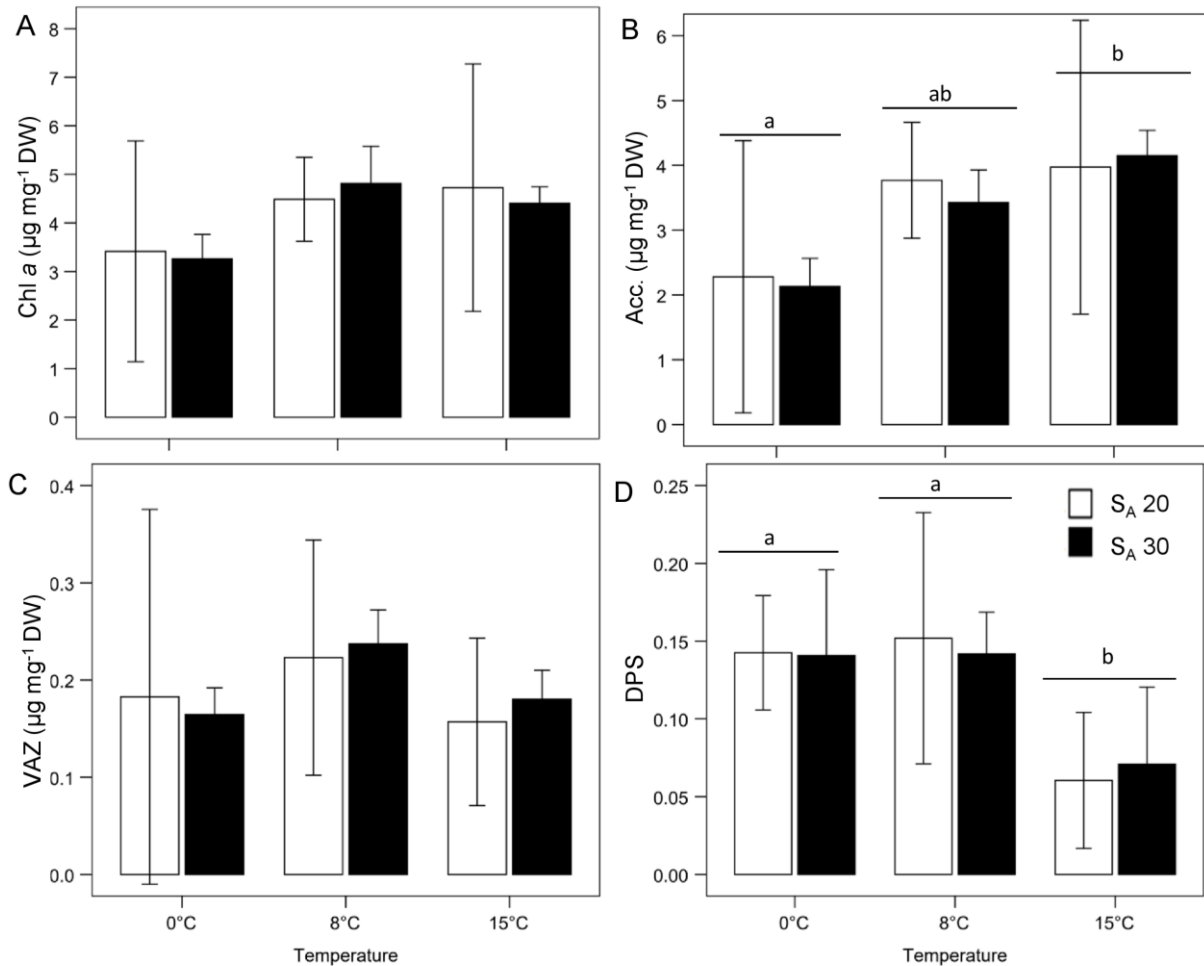 A
Chl a (µg mg⁻¹ DW)
8
7
6
5
4
3
2
1
0
B
Acc. (µg mg⁻¹ DW)
6
5
4
3
2
1
0
a
ab
b
C
VAZ (µg mg⁻¹ DW)
0.4
0.3
0.2
0.1
0.0
0°C 8°C 15°C
Temperature
D
DPS
0.25
0.20
0.15
0.10
0.05
0.00
a
a
b
S_A 20
S_A 30
0°C 8°C 15°C
Temperature